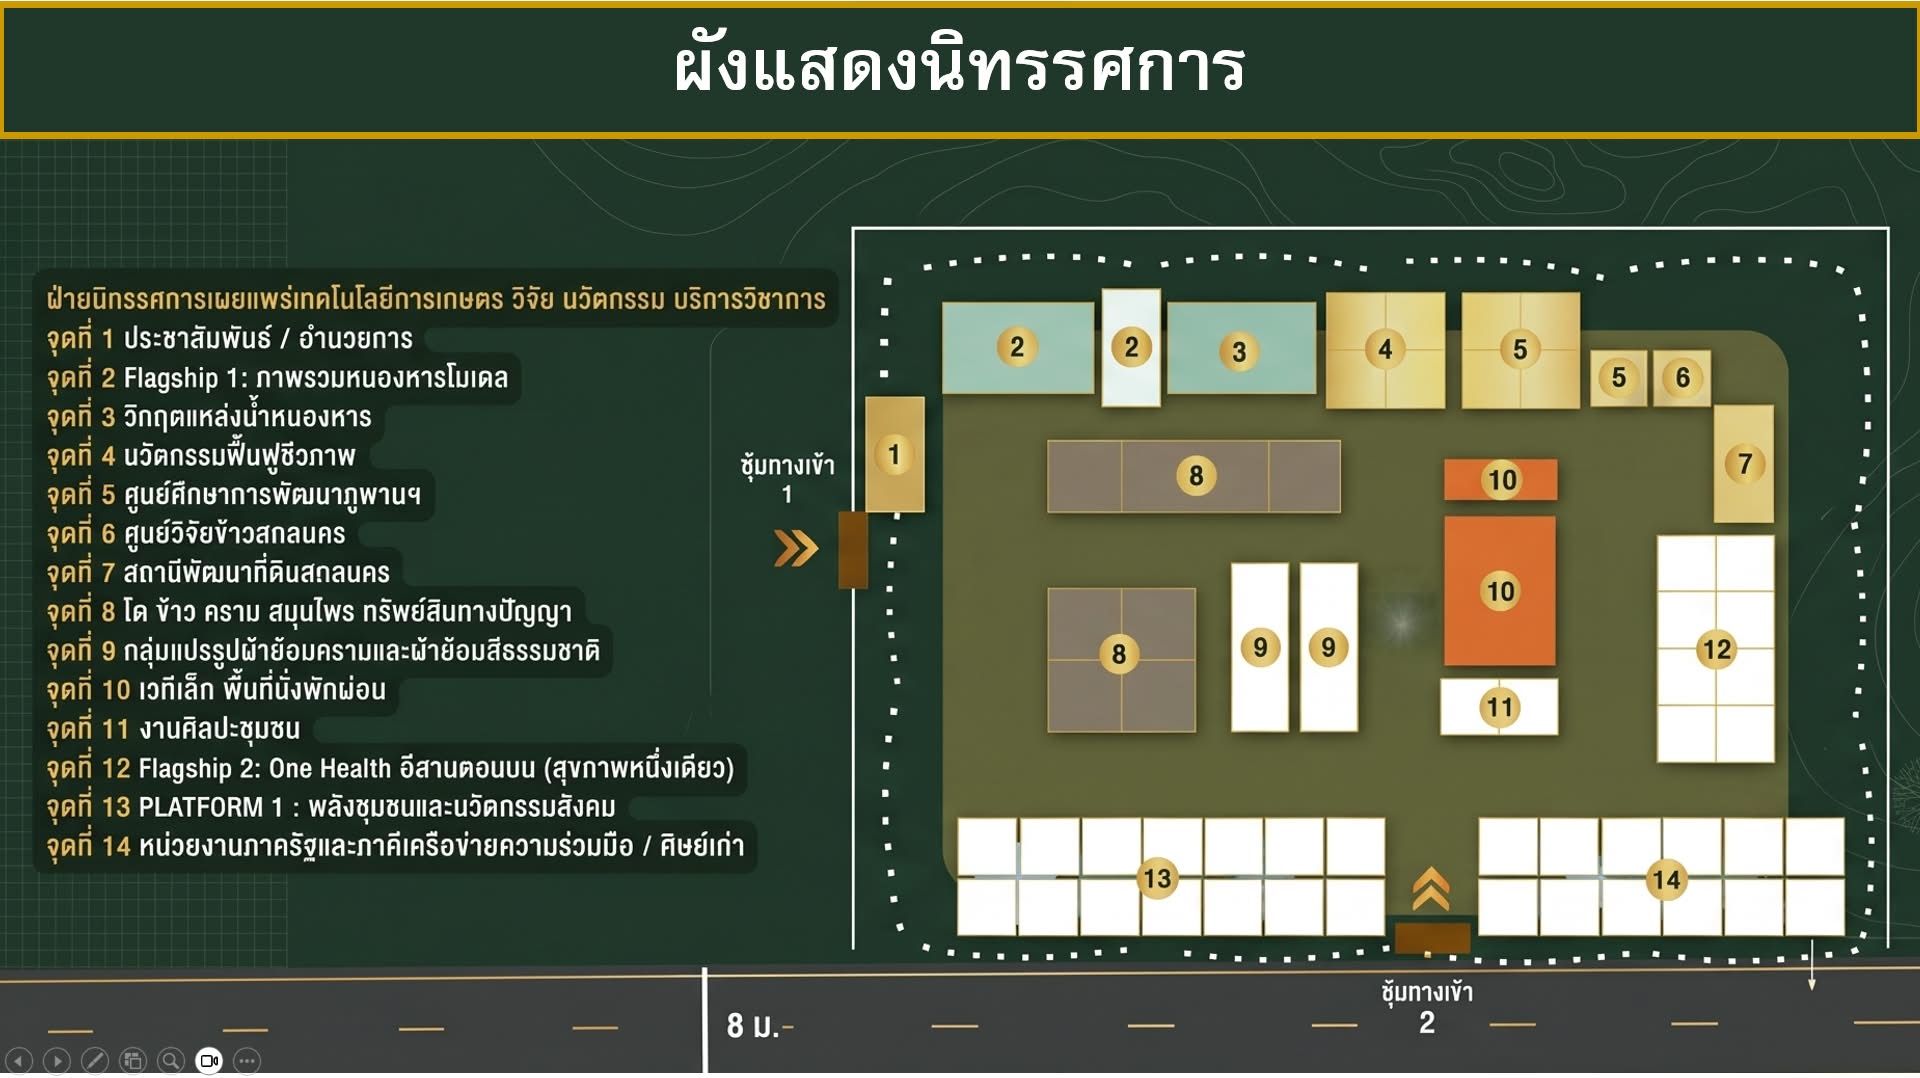 ผังแสดงนิทรรศการ
ฝ่ายนิทรรศการเผยแพร่เทคโนโลยีการเกษตร วิจัย นวัตกรรม บริการวิชาการ
จุดที่ 1 ประชาสัมพันธ์ / อำนวยการ
จุดที่ 2 Flagship 1: ภาพรวมหนองหารโมเดล
จุดที่ 3 วิกฤตแหล่งน้ำหนองหาร
จุดที่ 4 นวัตกรรมฟื้นฟูชีวภาพ
จุดที่ 5 ศูนย์ศึกษาการพัฒนาภูพานฯ
จุดที่ 6 ศูนย์วิจัยข้าวสกลนคร
จุดที่ 7 สถานีพัฒนาที่ดินสกลนคร
จุดที่ 8 โด ข้าว คราม สมุนไพร ทรัพย์สินทางปัญญา
จุดที่ 9 กลุ่มแปรรูปผ้าย้อมครามและผ้าย้อมสีธรรมชาติ
จุดที่ 10 เวทีเล็ก พื้นที่นั่งพักผ่อน
จุดที่ 11 งานศิลปะชุมชน
จุดที่ 12 Flagship 2: One Health อีสานตอนบน (สุขภาพหนึ่งเดียว)
จุดที่ 13 PLATFORM 1 : พลังชุมชนและนวัตกรรมสังคม
จุดที่ 14 หน่วยงานภาครัฐและภาคีเครือข่ายความร่วมมือ / ศิษย์เก่า
2 2 3 4 5 5 6
1
ซุ้มทางเข้า
1
7
8
10
8
9 9
10
11
12
13
14
ซุ้มทางเข้า
2
8 ม.